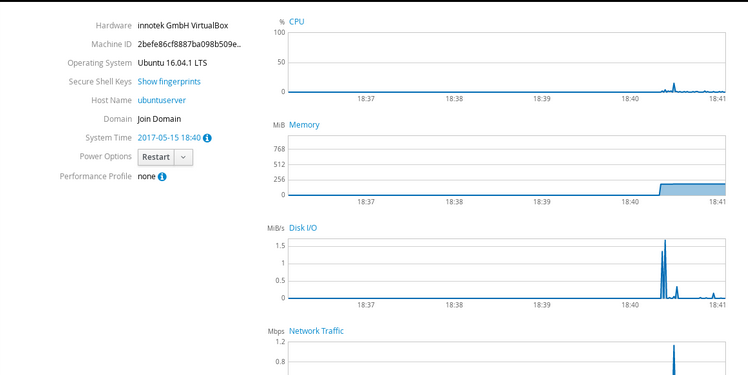 Hardware innotek GmbH VirtualBox
Machine ID 2befe86cf8887ba098b509e..
Operating System Ubuntu 16.04.1 LTS
Secure Shell Keys Show fingerprints
Host Name ubuntuserver
Domain Join Domain
System Time 2017-05-15 18:40
Power Options Restart
Performance Profile none
% CPU
100
50
0
18:37 18:38 18:39 18:40 18:41
MiB Memory
768
512
256
0
18:37 18:38 18:39 18:40 18:41
MiB/s Disk I/O
1.5
1
0.5
0
18:37 18:38 18:39 18:40 18:41
Mbps Network Traffic
1.2
0.8